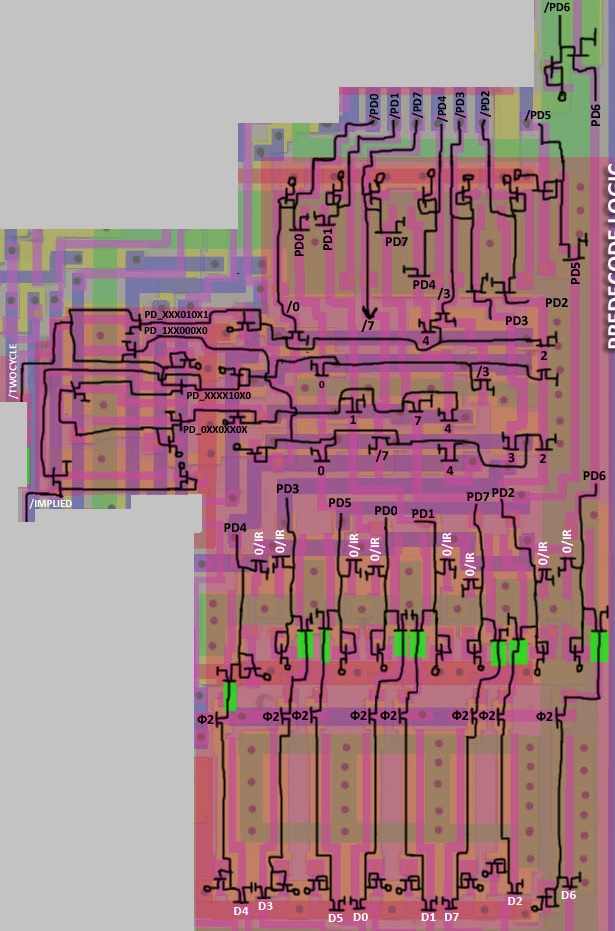 /PD6
/PD0
/PD1
/PD7
/PD4
/PD3
/PD2
/PD5
PD6
PD0
PD1
PD7
PD4
PD5
/0
/7
/3
PD2
PD3
PD_XXX010X1
PD_1XX000X0
4
2
/TWOCYCLE
0
/3
PD_XXXX10X0
1
7
4
PD_0XX0XX0X
0
/7
4
3
2
/IMPLIED
PD6
PD3
PD7
PD2
PD5
PD0
PD1
PD4
0/IR
0/IR
0/IR
0/IR
0/IR
0/IR
0/IR
0/IR
Φ2
Φ2
Φ2
Φ2
Φ2
Φ2
Φ2
Φ2
D4
D3
D5
D0
D1
D7
D2
D6